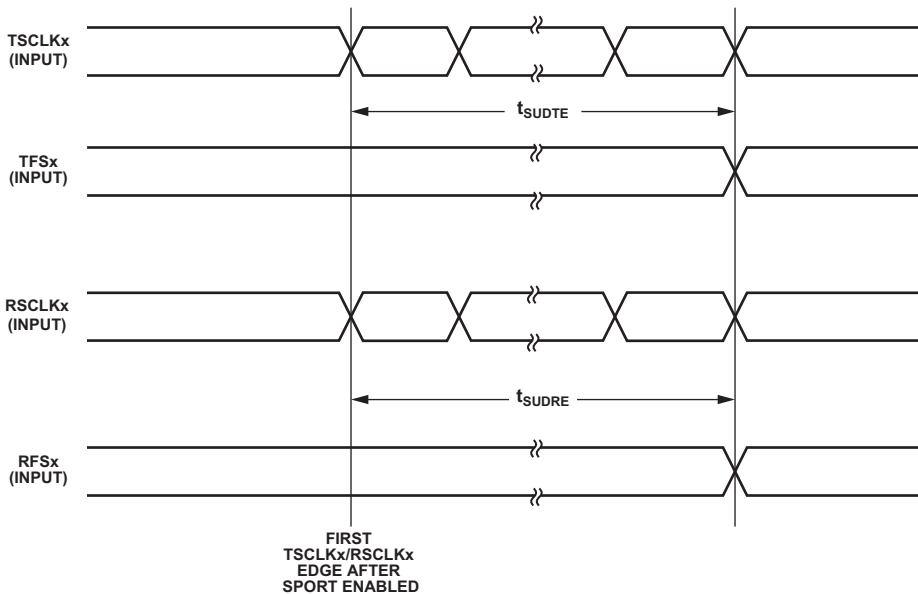 TSCLKx
(INPUT)
tSUDTE
TFSx
(INPUT)
RSCLKx
(INPUT)
tSUDRE
RFSx
(INPUT)
FIRST
TSCLKx/RSCLKx
EDGE AFTER
SPORT ENABLED